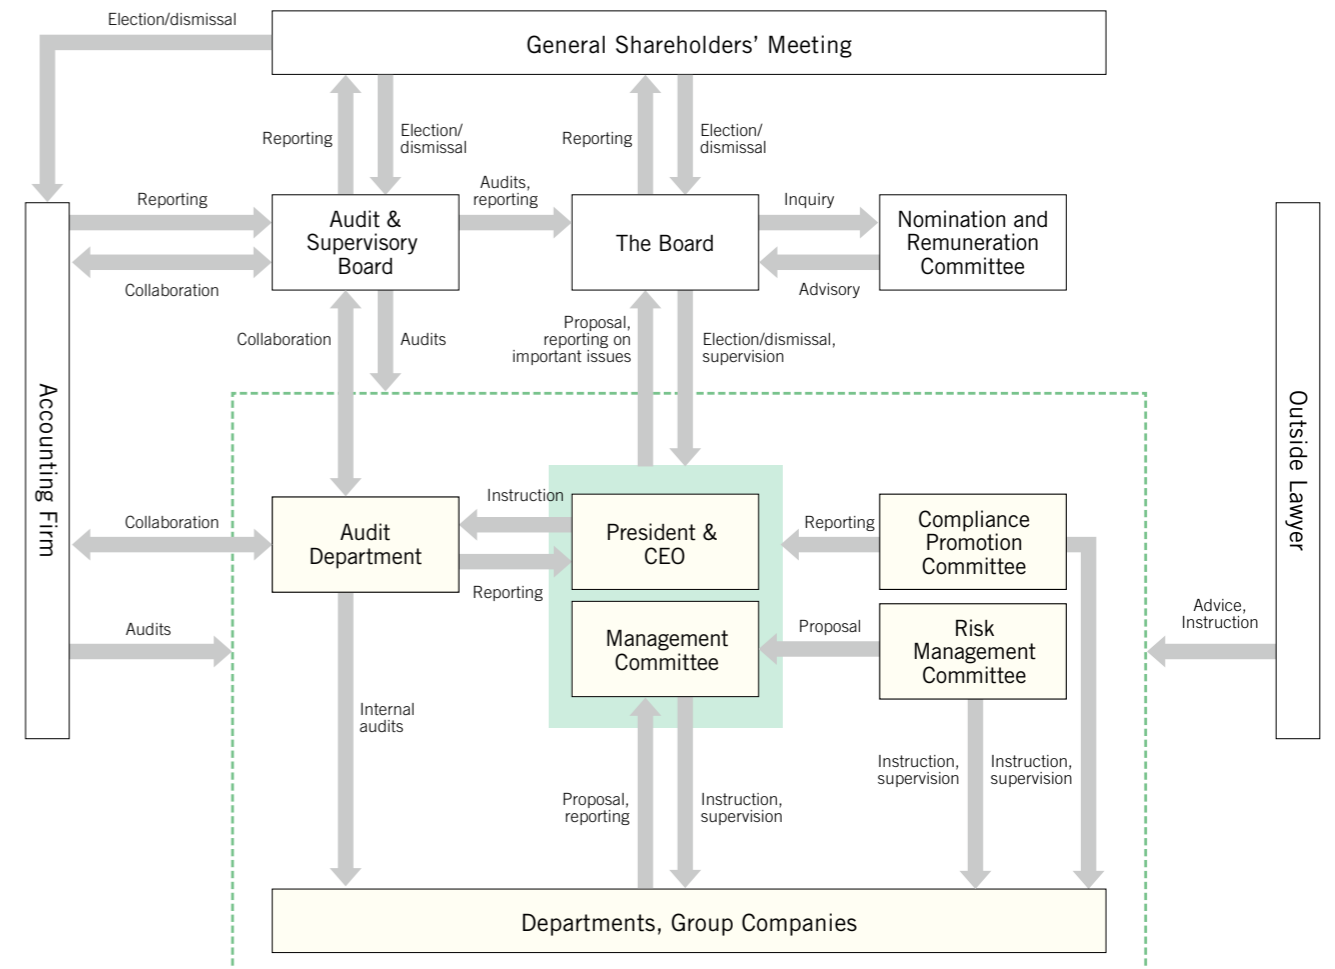 Election/dismissal
General Shareholders’ Meeting
Reporting
Election/
dismissal
Reporting
Election/
dismissal
Reporting
Audit &
Supervisory
Board
Audits,
reporting
The Board
Inquiry
Nomination and
Remuneration
Committee
Collaboration
Advisory
Collaboration
Audits
Proposal,
reporting on
important issues
Election/dismissal,
supervision
Accounting Firm
Outside Lawyer
Collaboration
Audit
Department
Instruction
Reporting
President &
CEO
Reporting
Compliance
Promotion
Committee
Audits
Management
Committee
Proposal
Risk
Management
Committee
Advice,
Instruction
Internal
audits
Proposal,
reporting
Instruction,
supervision
Instruction,
supervision
Instruction,
supervision
Departments, Group Companies